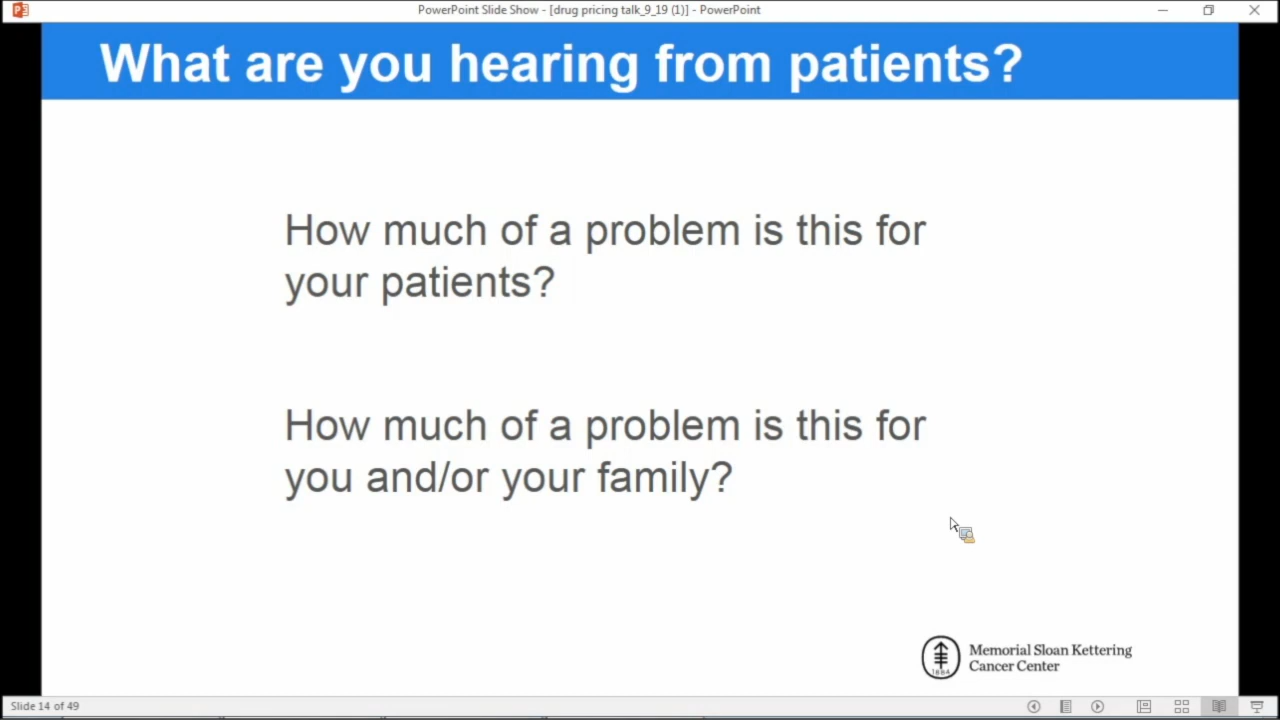 PowerPoint Slide Show - [drug pricing talk_9_19 (1)] - PowerPoint
What are you hearing from patients?
How much of a problem is this for
your patients?
How much of a problem is this for
you and/or your family?
1884
Memorial Sloan Kettering
Cancer Center
Slide 14 of 49